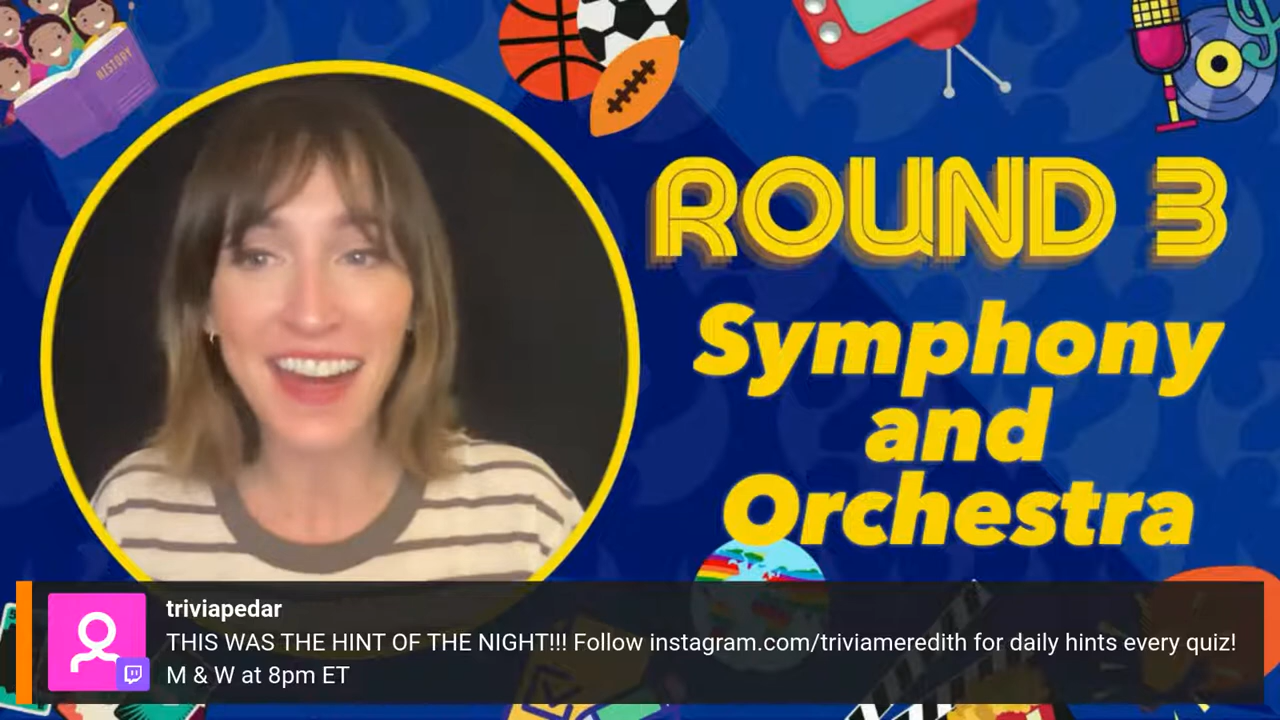 HISTORY
ROUND 3
Symphony
and
Orchestra
triviapedar
THIS WAS THE HINT OF THE NIGHT!!! Follow instagram.com/triviameredith for daily hints every quiz!
M & W at 8pm ET